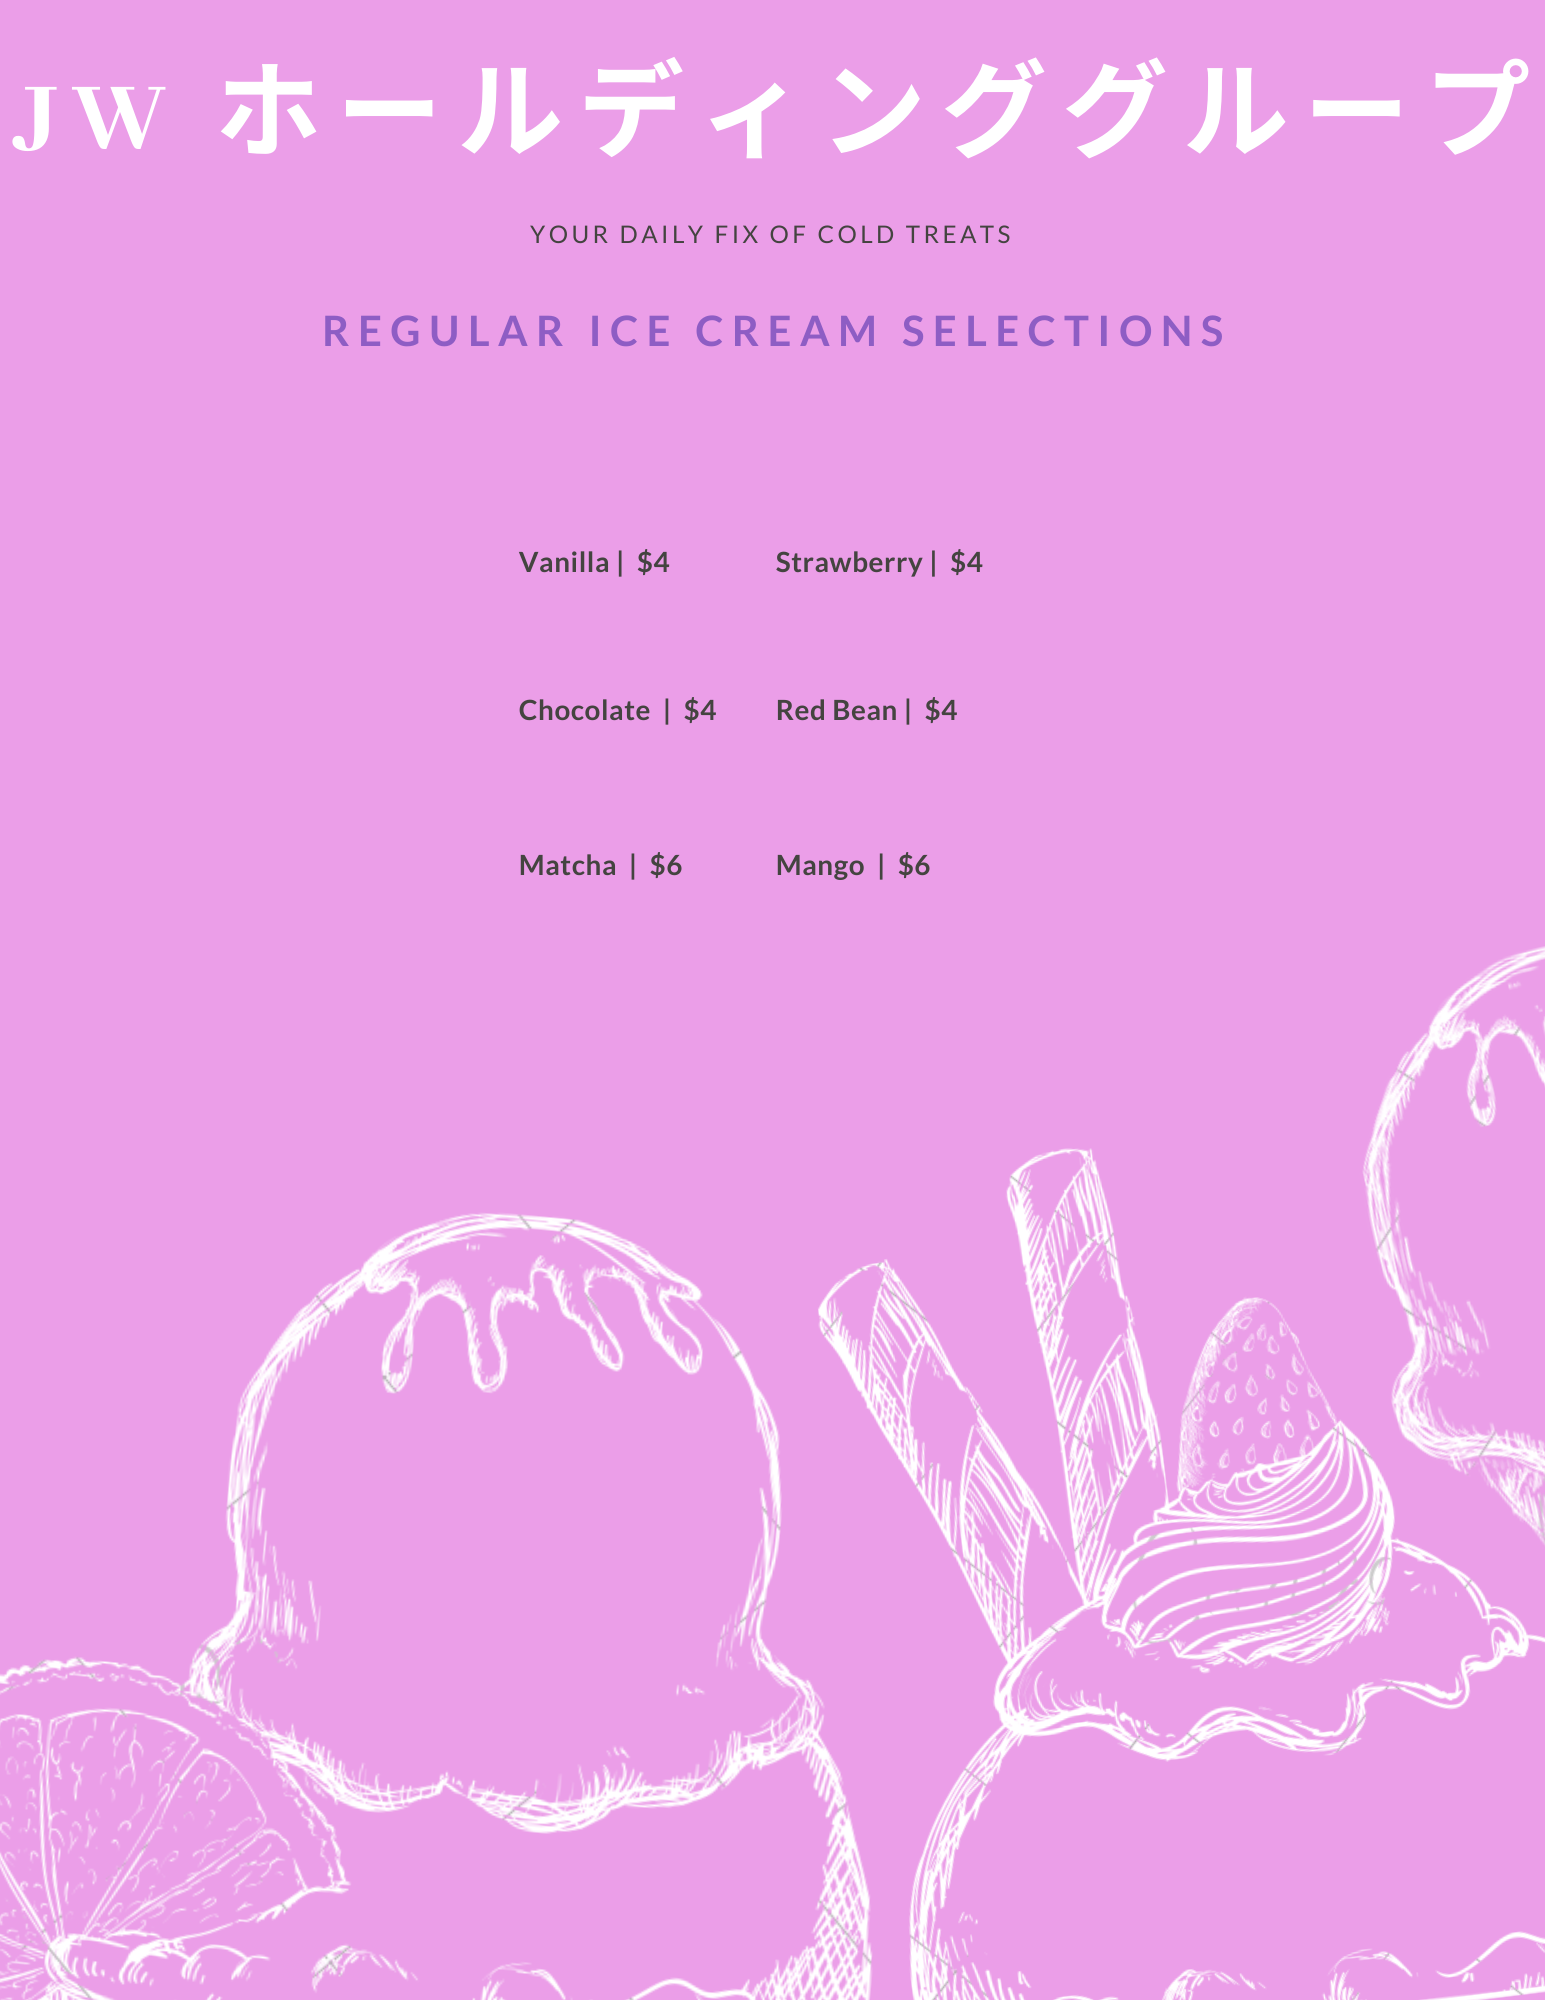 JW ホールディンググループ
YOUR DAILY FIX OF COLD TREATS
REGULAR ICE CREAM SELECTIONS
Vanilla | $4 Strawberry | $4
Chocolate | $4 Red Bean | $4
Matcha | $6 Mango | $6